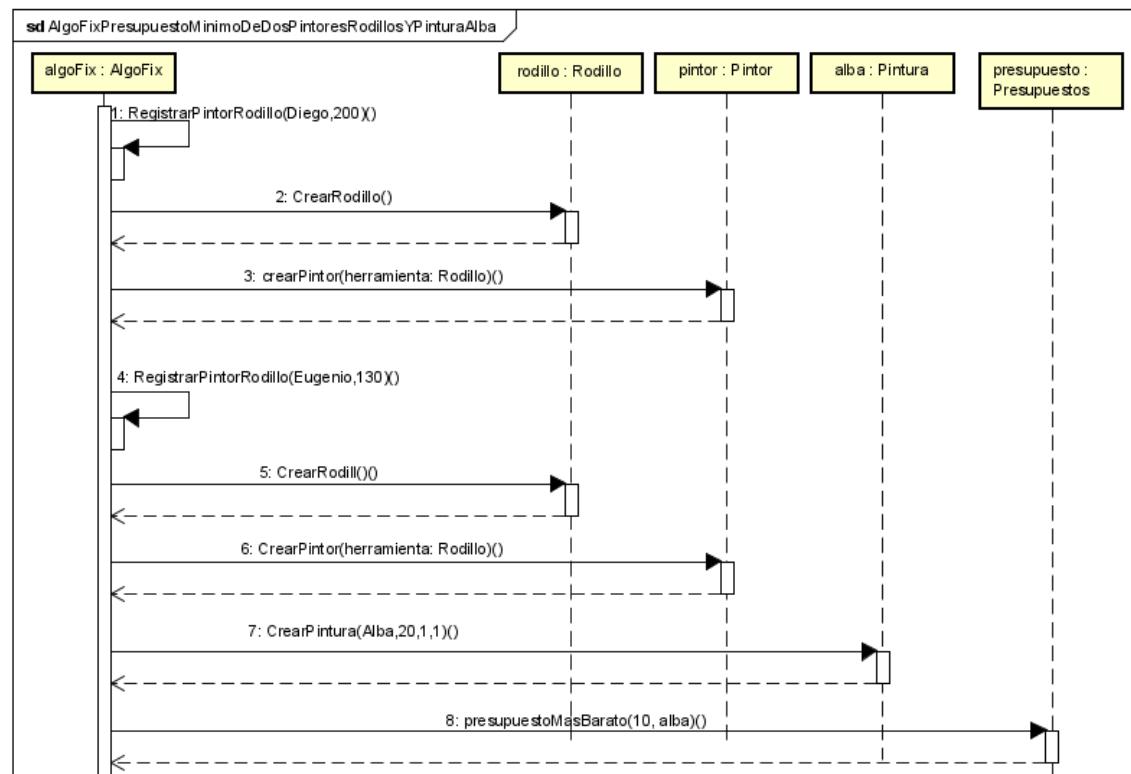 sd AlgoFixPresupuestoMinimoDeDosPintoresRodillosYPinturaAlba
algoFix : AlgoFix
rodillo : Rodillo
pintor : Pintor
alba : Pintura
presupuesto :
Presupuestos
1: RegistrarPintorRodillo(Diego,200)()
2: CrearRodillo()
3: crearPintor(herramienta: Rodillo)()
4: RegistrarPintorRodillo(Eugenio,130)()
5: CrearRodill()()
6: CrearPintor(herramienta: Rodillo)()
7: CrearPintura(Alba,20,1,1)()
8: presupuestoMasBarato(10, alba)()